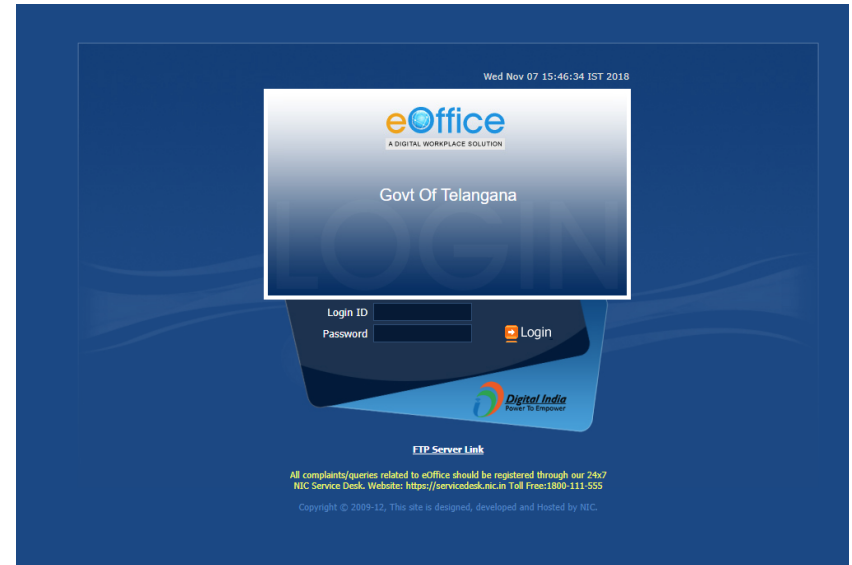 Wed Nov 07 15:46:34 IST 2018
eOffice
A DIGITAL WORKPLACE SOLUTION
Govt Of Telangana
LOGIN
Login ID
Password
Login
Digital India
Power To Empower
FTP Server Link
All complaints/queries related to eOffice should be registered through our 24x7
NIC Service Desk. Website: https://servicedesk.nic.in Toll Free:1800-111-555
Copyright © 2009-12, This site is designed, developed and Hosted by NIC.